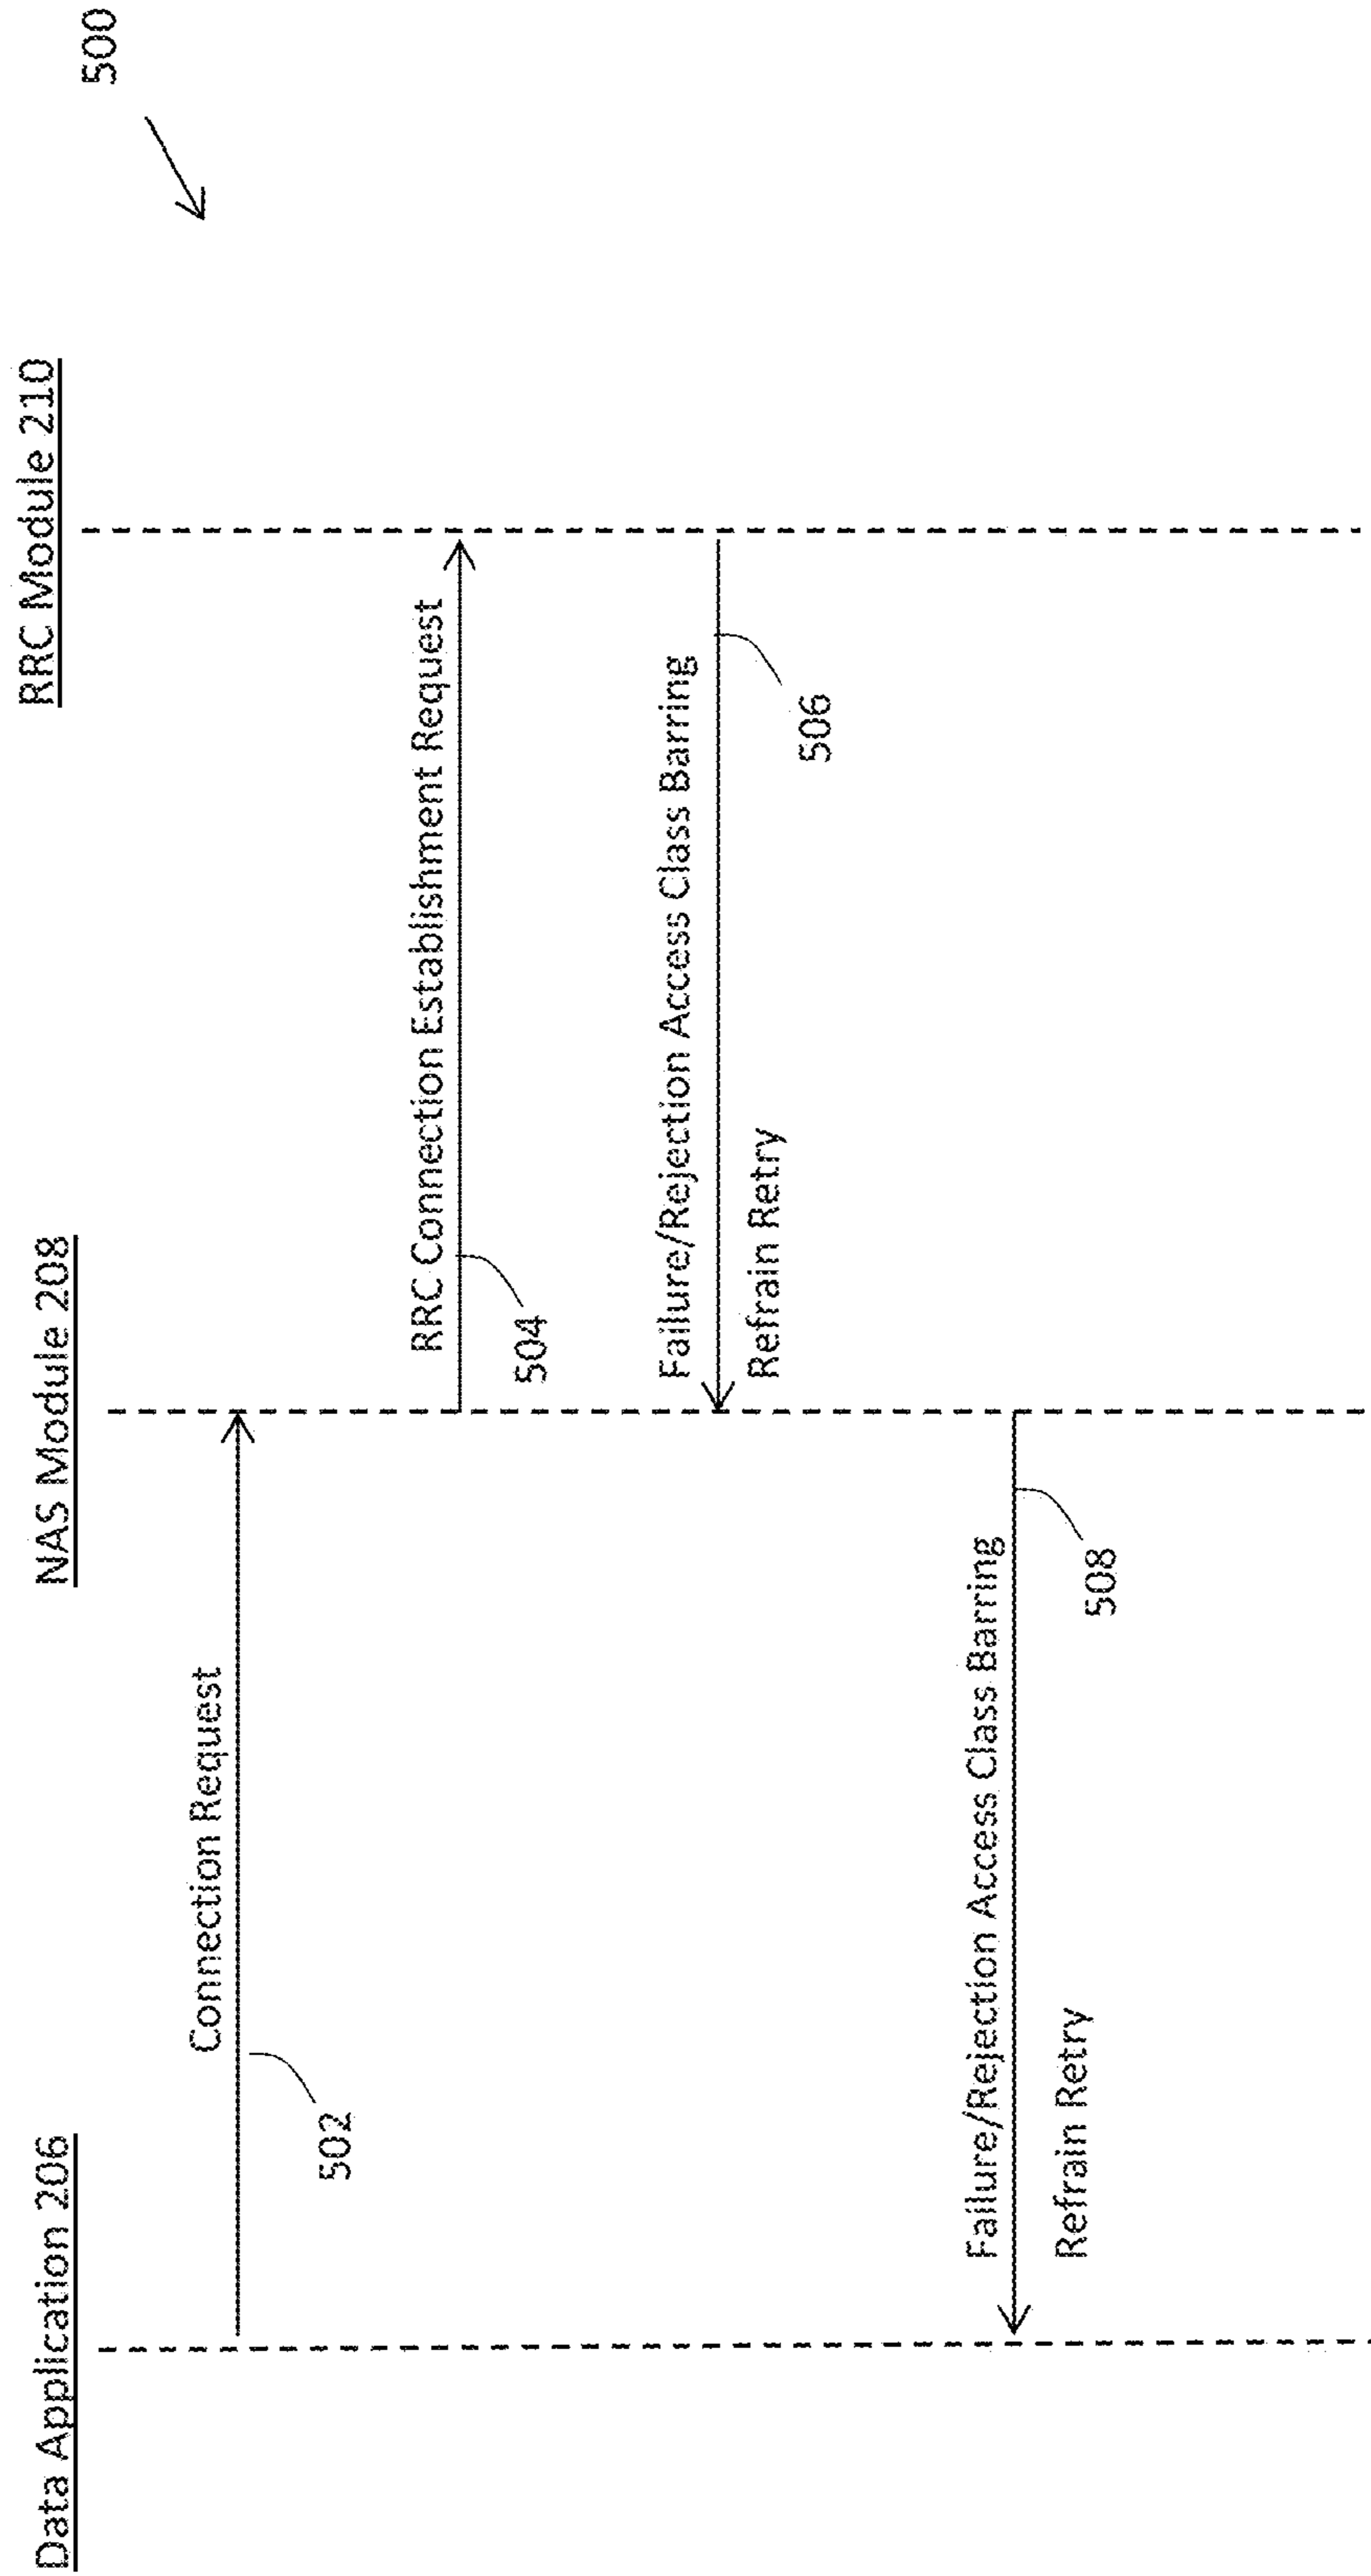 500
Data Application 206
NAS Module 208
RRC Module 210
Connection Request
502
RRC Connection Establishment Request
504
Failure/Rejection Access Class Barring
506
Refrain Retry
Failure/Rejection Access Class Barring
508
Refrain Retry